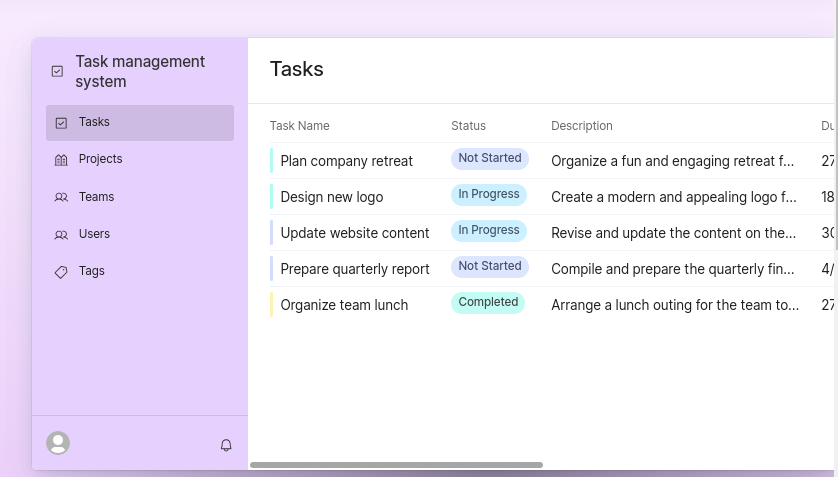 Task management
system
Tasks
Projects
Teams
Users
Tags
Tasks
Task Name Status Description Du
Plan company retreat Not Started Organize a fun and engaging retreat f... 27
Design new logo In Progress Create a modern and appealing logo f... 18
Update website content In Progress Revise and update the content on the... 30
Prepare quarterly report Not Started Compile and prepare the quarterly fin... 4/
Organize team lunch Completed Arrange a lunch outing for the team to... 27